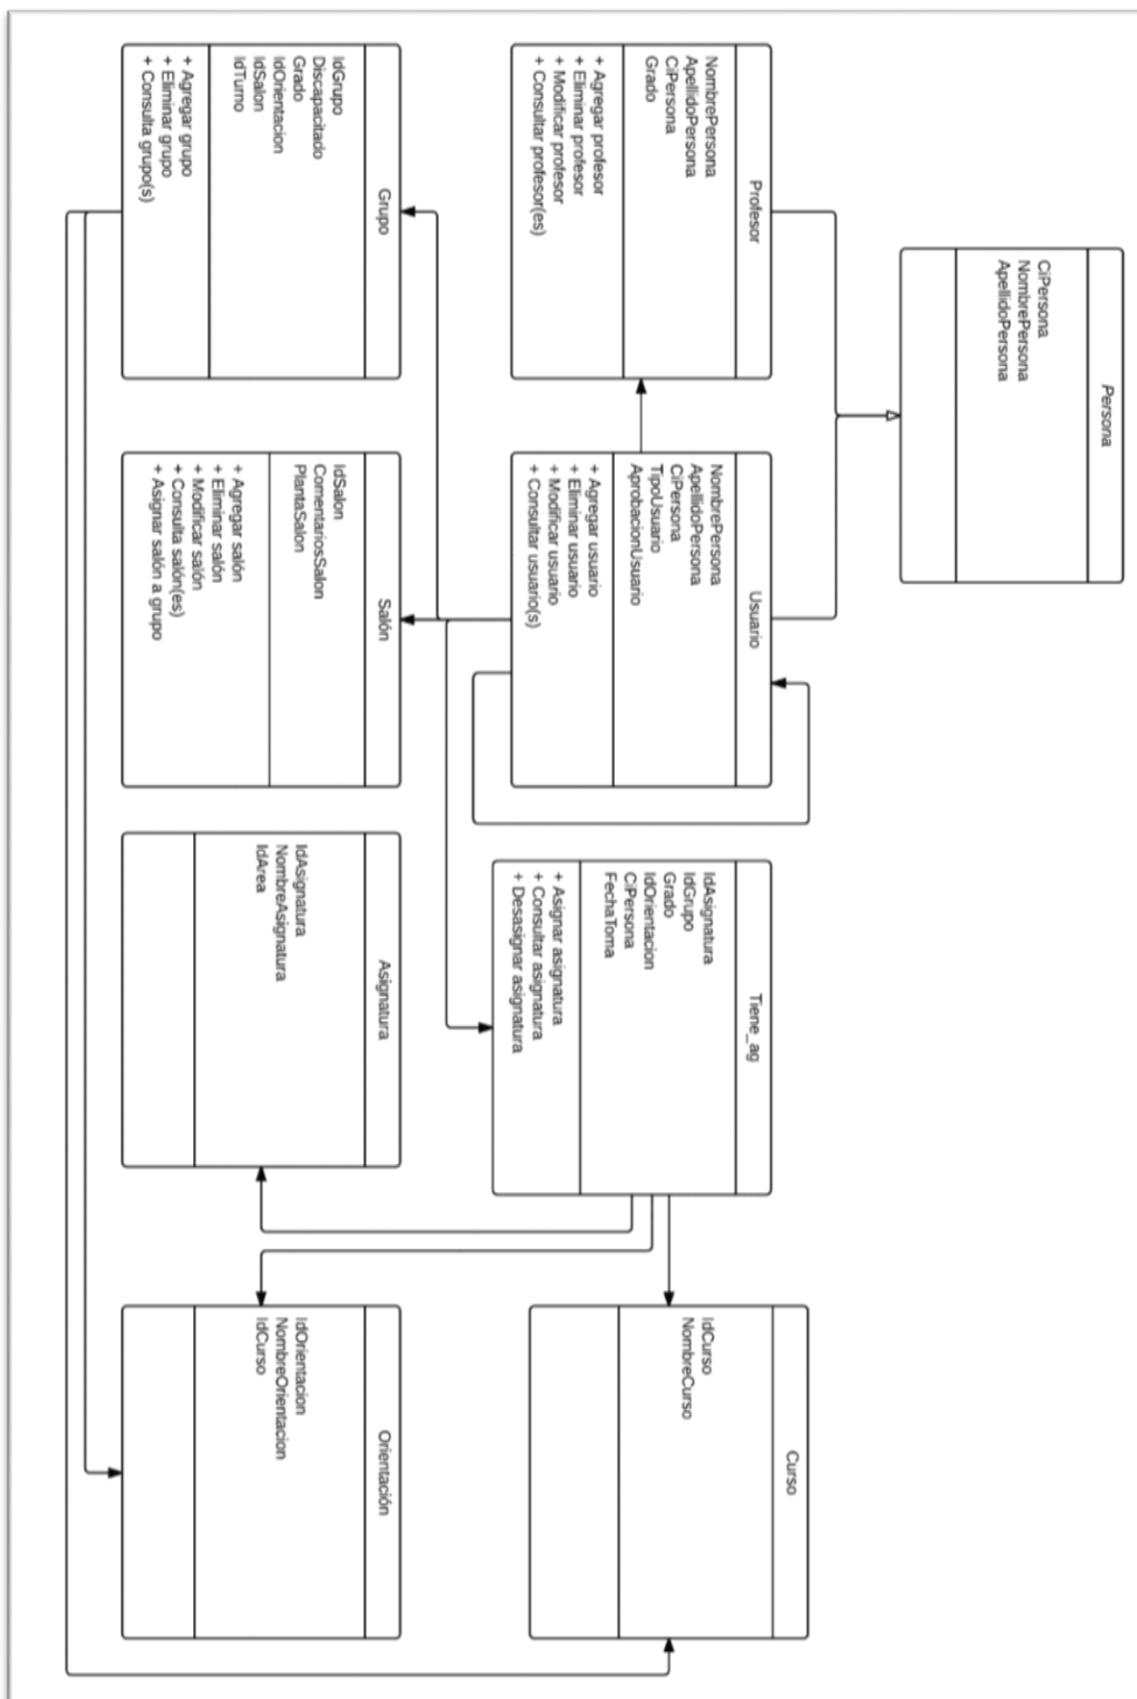 Persona
CiPersona
NombrePersona
ApellidoPersona
Profesor
NombrePersona
ApellidoPersona
CiPersona
Grado
+ Agregar profesor
+ Eliminar profesor
+ Modificar profesor
+ Consultar profesor(es)
Usuario
NombrePersona
ApellidoPersona
CiPersona
TipoUsuario
AprobacionUsuario
+ Agregar usuario
+ Eliminar usuario
+ Modificar usuario
+ Consultar usuario(s)
Tiene_ag
IdAsignatura
IdGrupo
Grado
IdOrientacion
CiPersona
FechaToma
+ Asignar asignatura
+ Consultar asignatura
+ Desasignar asignatura
Curso
IdCurso
NombreCurso
Grupo
IdGrupo
Discapacitado
Grado
IdOrientacion
IdSalon
IdTurno
+ Agregar grupo
+ Eliminar grupo
+ Consulta grupo(s)
Salón
IdSalon
ComentariosSalon
PlantaSalon
+ Agregar salón
+ Eliminar salón
+ Modificar salón
+ Consulta salón(es)
+ Asignar salón a grupo
Asignatura
IdAsignatura
NombreAsignatura
IdArea
Orientación
IdOrientacion
NombreOrientacion
IdCurso